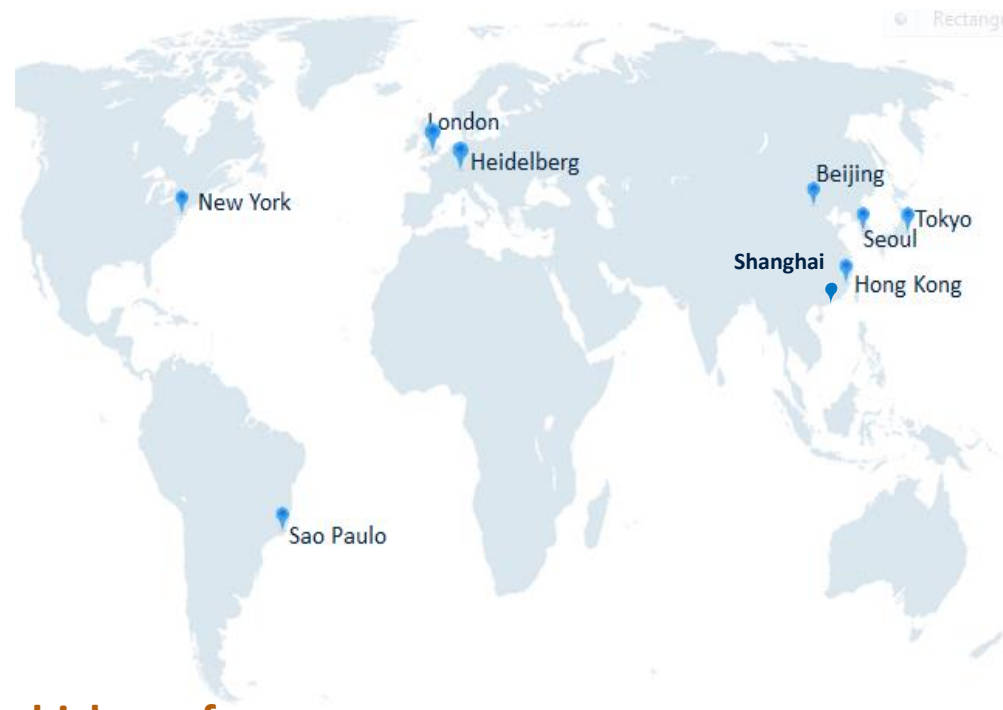 Rectang
London
Heidelberg
Beijing
New York
Tokyo
Seoul
Shanghai
Hong Kong
Sao Paulo